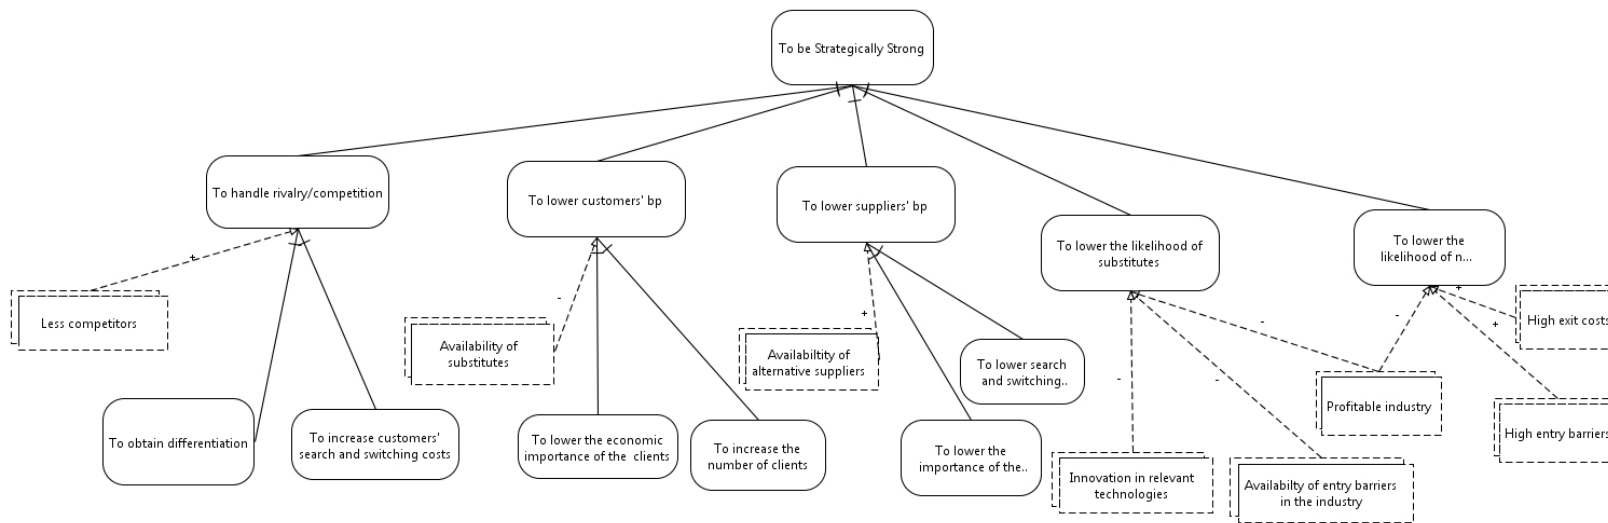 To be Strategically Strong
To handle rivalry/competition
To lower customers' bp
To lower suppliers' bp
To lower the likelihood of
substitutes
To lower the
likelihood of n...
+
-
+
-
-
-
-
+
+
Less competitors
Availability of
substitutes
Availabiltity of
alternative suppliers
To lower search
and switching..
High exit costs
Profitable industry
High entry barriers
To obtain differentiation
To increase customers'
search and switching costs
To lower the economic
importance of the clients
To increase the
number of clients
To lower the
importance of the..
Innovation in relevant
technologies
Availabilty of entry barriers
in the industry